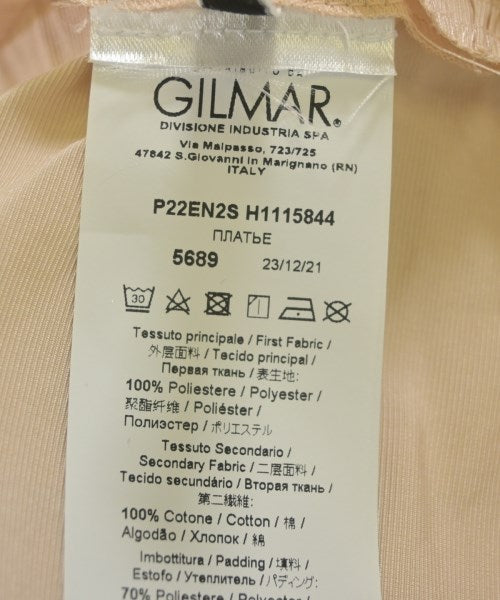 GILMAR®
DIVISIONE INDUSTRIA SPA
Via Malpasso, 723/725
47842 S.Giovanni in Marignano (RN)
ITALY
P22EN2S H1115844
ПЛАТЬЕ
5689 23/12/21
30
Tessuto principale / First Fabric /
外层面料 / Tecido principal /
Первая ткань / 表生地:
100% Poliestere / Polyester /
聚酯纤维 / Poliéster /
Полиэстер / ポリエステル
Tessuto Secondario /
Secondary Fabric / 二层面料 /
Tecido secundário / Вторая ткань /
第二繊維:
100% Cotone / Cotton / 棉 /
Algodão / Хлопок / 綿
Imbottitura / Padding / 填料 /
Estofo / Утеплитель / パディング:
70% Poliestere / Polyester /